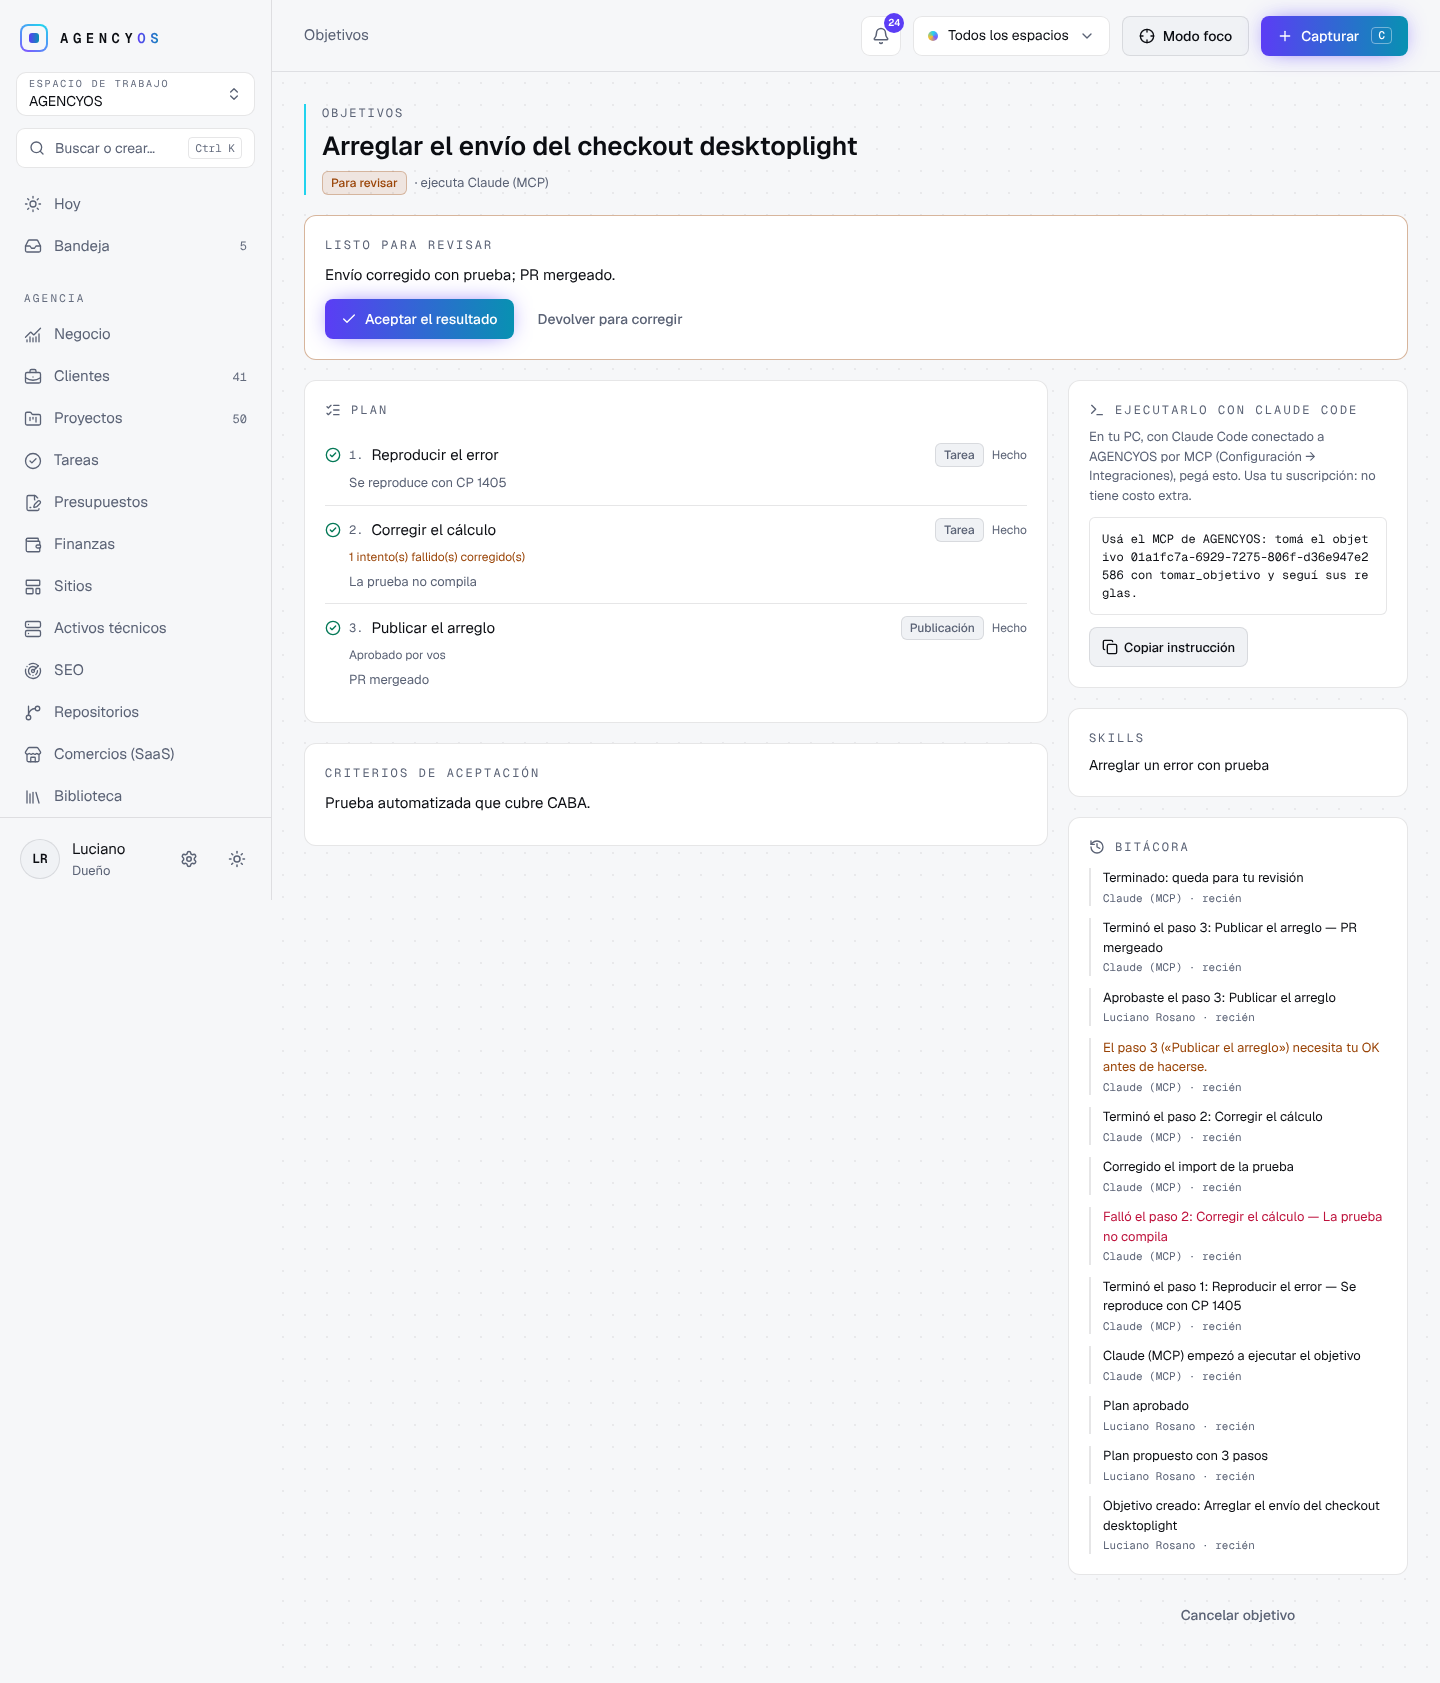 AGENCYOS
ESPACIO DE TRABAJO
AGENCYOS
Buscar o crear...
Ctrl K
Hoy
Bandeja
5
AGENCIA
Negocio
Clientes
41
Proyectos
50
Tareas
Presupuestos
Finanzas
Sitios
Activos técnicos
SEO
Repositorios
Comercios (SaaS)
Biblioteca
LR
Luciano
Dueño
Objetivos
24
Todos los espacios
Modo foco
Capturar
C
OBJETIVOS
Arreglar el envío del checkout desktoplight
Para revisar
· ejecuta Claude (MCP)
LISTO PARA REVISAR
Envío corregido con prueba; PR mergeado.
Aceptar el resultado
Devolver para corregir
PLAN
1. Reproducir el error
Tarea
Hecho
Se reproduce con CP 1405
2. Corregir el cálculo
Tarea
Hecho
1 intento(s) fallido(s) corregido(s)
La prueba no compila
3. Publicar el arreglo
Publicación
Hecho
Aprobado por vos
PR mergeado
CRITERIOS DE ACEPTACIÓN
Prueba automatizada que cubre CABA.
EJECUTARLO CON CLAUDE CODE
En tu PC, con Claude Code conectado a
AGENCYOS por MCP (Configuración →
Integraciones), pegá esto. Usa tu suscripción: no
tiene costo extra.
Usá el MCP de AGENCYOS: tomá el objet
ivo 01a1fc7a-6929-7275-806f-d36e947e2
586 con tomar_objetivo y seguí sus re
glas.
Copiar instrucción
SKILLS
Arreglar un error con prueba
BITÁCORA
Terminado: queda para tu revisión
Claude (MCP) · recién
Terminó el paso 3: Publicar el arreglo — PR
mergeado
Claude (MCP) · recién
Aprobaste el paso 3: Publicar el arreglo
Luciano Rosano · recién
El paso 3 («Publicar el arreglo») necesita tu OK
antes de hacerse.
Claude (MCP) · recién
Terminó el paso 2: Corregir el cálculo
Claude (MCP) · recién
Corregido el import de la prueba
Claude (MCP) · recién
Falló el paso 2: Corregir el cálculo — La prueba
no compila
Claude (MCP) · recién
Terminó el paso 1: Reproducir el error — Se
reproduce con CP 1405
Claude (MCP) · recién
Claude (MCP) empezó a ejecutar el objetivo
Claude (MCP) · recién
Plan aprobado
Luciano Rosano · recién
Plan propuesto con 3 pasos
Luciano Rosano · recién
Objetivo creado: Arreglar el envío del checkout
desktoplight
Luciano Rosano · recién
Cancelar objetivo